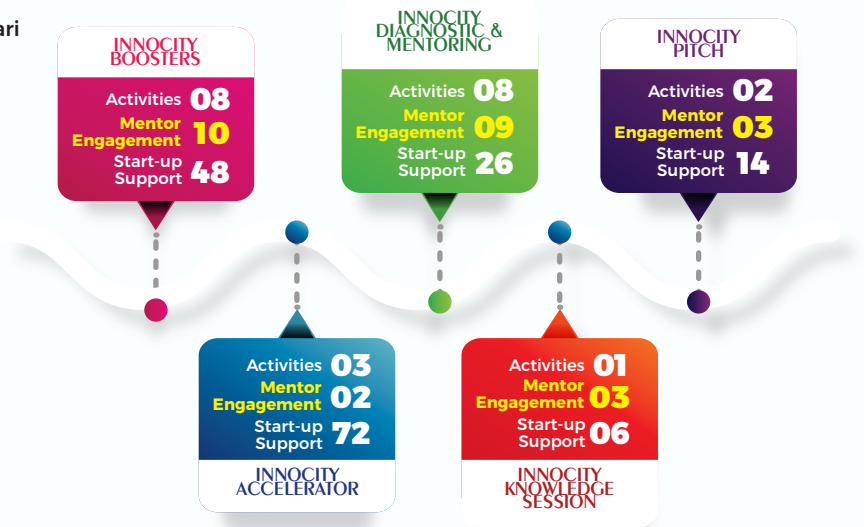 ari
INNOCITY
BOOSTERS
Activities 08
Mentor
Engagement 10
Start-up
Support 48
INNOCITY
DIAGNOSTIC &
MENTORING
Activities 08
Mentor
Engagement 09
Start-up
Support 26
INNOCITY
PITCH
Activities 02
Mentor
Engagement 03
Start-up
Support 14
Activities 03
Mentor
Engagement 02
Start-up
Support 72
INNOCITY
ACCELERATOR
Activities 01
Mentor
Engagement 03
Start-up
Support 06
INNOCITY
KNOWLEDGE
SESSION